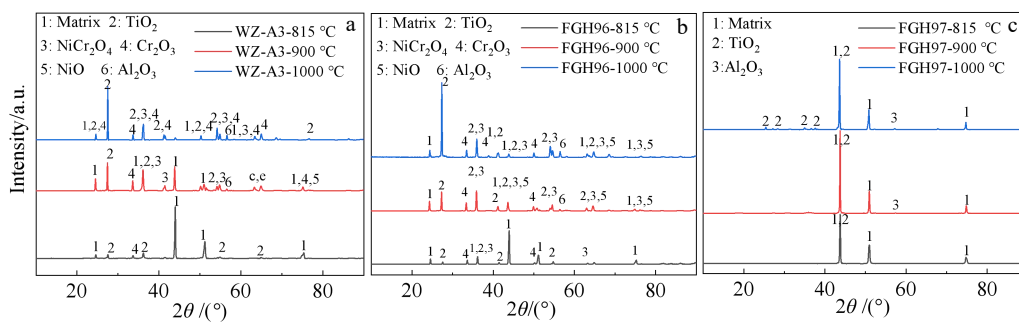 Intensity/a.u.
a
1: Matrix 2: TiO₂
3: NiCr₂O₄ 4: Cr₂O₃
5: NiO 6: Al₂O₃
WZ-A3-815 ℃
WZ-A3-900 ℃
WZ-A3-1000 ℃
1,2,4 2 4 2,3,4 2,4 1,2,4 2,3,4 6 1,3,4 4 2
1 2 4 1,2,3 3 1 1 2,3 6 c,e 1,4,5
1 2 4 2 1 1 2 2 1
20 40 60 80
2θ /(°)
b
1: Matrix 2: TiO₂
3: NiCr₂O₄ 4: Cr₂O₃
5: NiO 6: Al₂O₃
FGH96-815 ℃
FGH96-900 ℃
FGH96-1000 ℃
1 2 4 2,3 4 1,2 4 2,3 6 1,2,3,5 1,3,5
1 2 4 2,3 2 1,2,3,5 4 2,3 2,3,5 1,3,5
1 2 4 1,2,3 2 1 1 2 3 1
20 40 60 80
2θ/(°)
c
1: Matrix
2: TiO₂
3:Al₂O₃
FGH97-815 ℃
FGH97-900 ℃
FGH97-1000 ℃
2 2 2 2 1,2 1 3 1
1,2 1 3 1
1,2 1 1
20 40 60 80
2θ /(°)